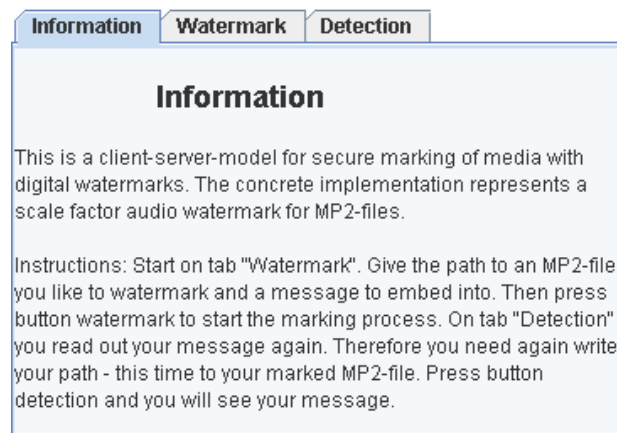 Information Watermark Detection
Information
This is a client-server-model for secure marking of media with
digital watermarks. The concrete implementation represents a
scale factor audio watermark for MP2-files.
Instructions: Start on tab "Watermark". Give the path to an MP2-file
you like to watermark and a message to embed into. Then press
button watermark to start the marking process. On tab "Detection"
you read out your message again. Therefore you need again write
your path - this time to your marked MP2-file. Press button
detection and you will see your message.